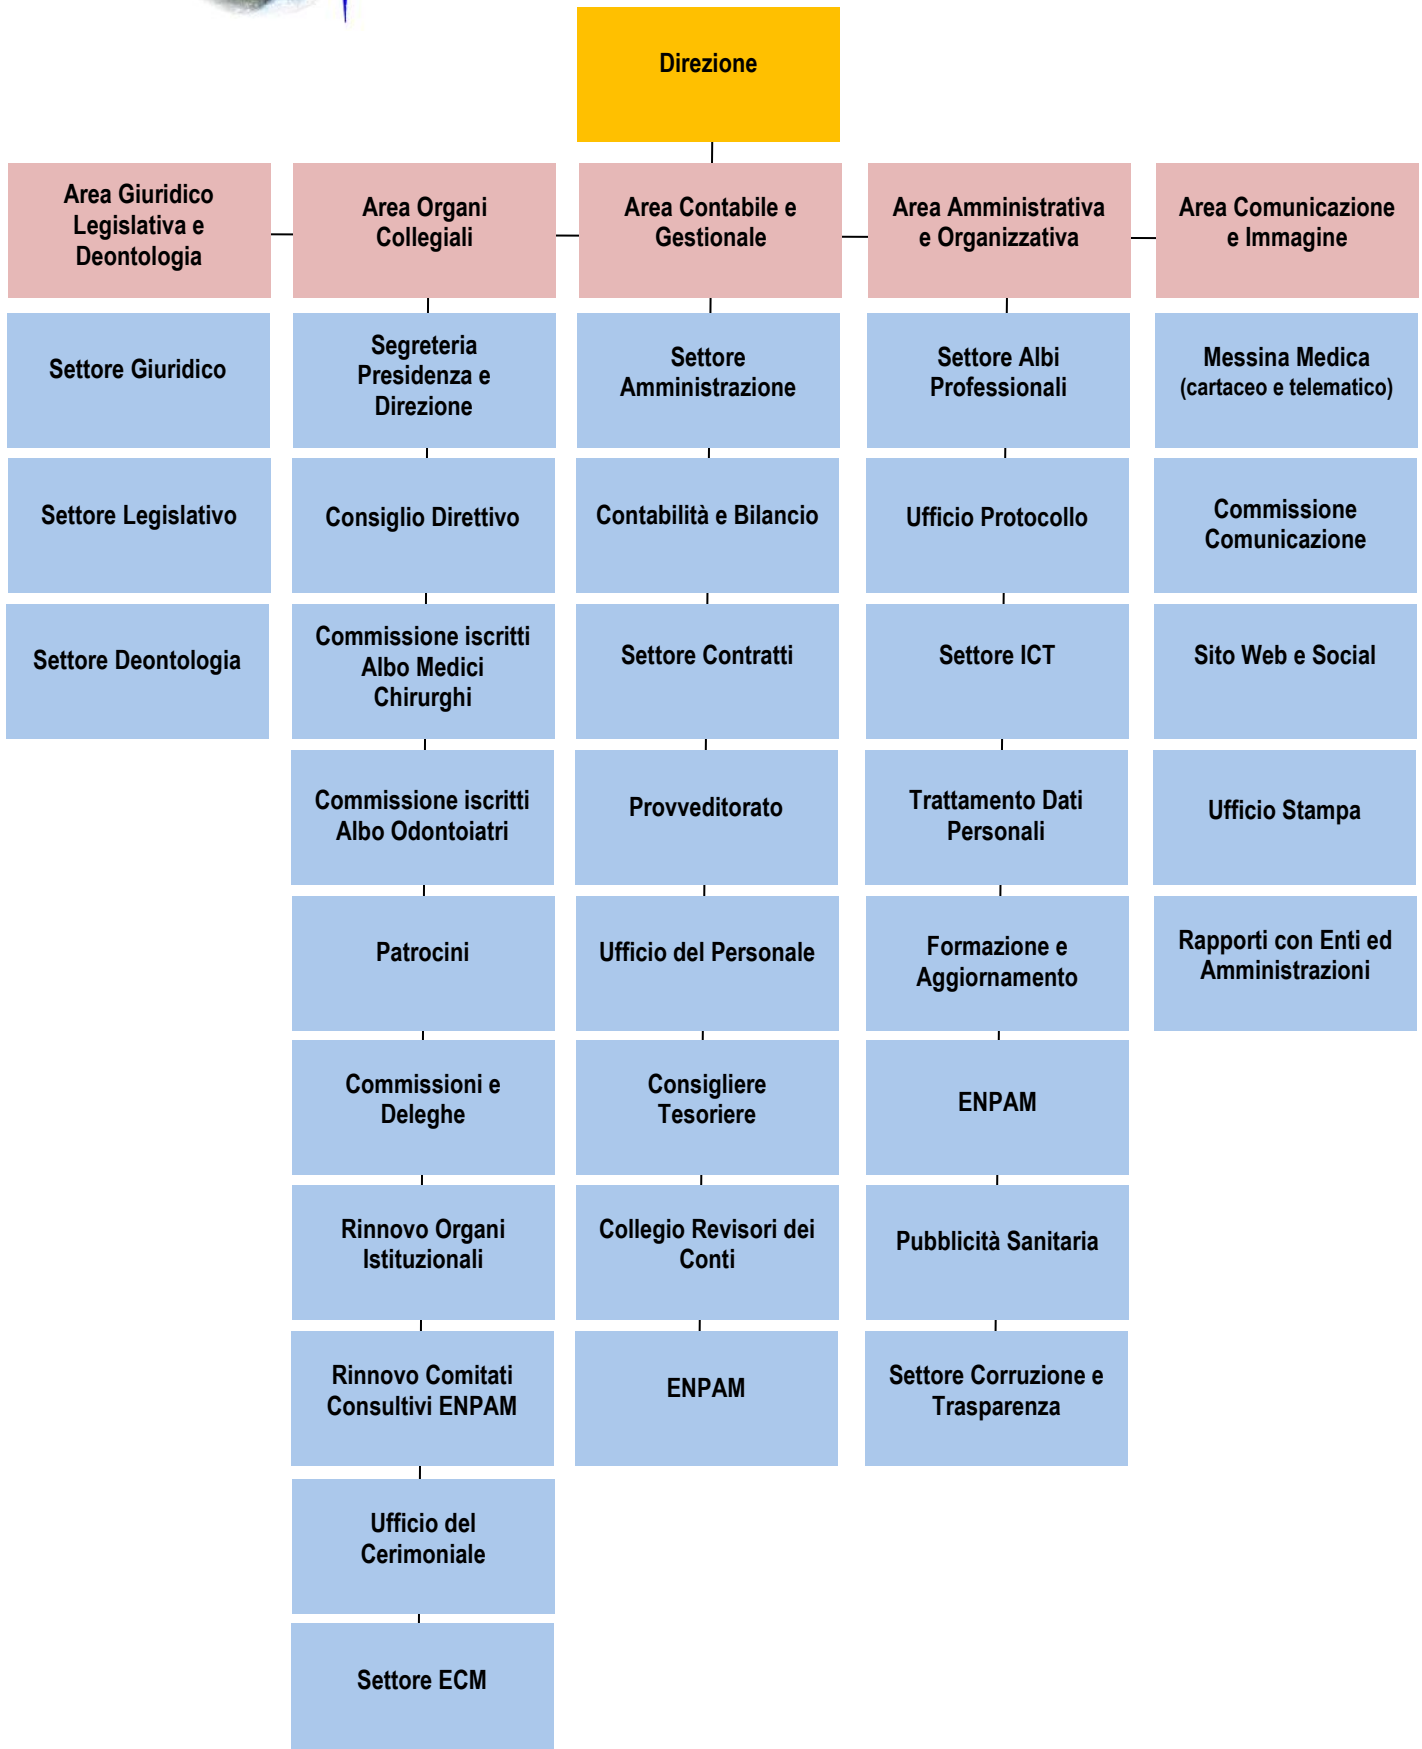 Direzione
Area Giuridico
Legislativa e
Deontologia
Area Organi
Collegiali
Area Contabile e
Gestionale
Area Amministrativa
e Organizzativa
Area Comunicazione
e Immagine
Settore Giuridico
Segreteria
Presidenza e
Direzione
Settore
Amministrazione
Settore Albi
Professionali
Messina Medica
(cartaceo e telematico)
Settore Legislativo
Consiglio Direttivo
Contabilità e Bilancio
Ufficio Protocollo
Commissione
Comunicazione
Settore Deontologia
Commissione iscritti
Albo Medici
Chirurghi
Settore Contratti
Settore ICT
Sito Web e Social
Commissione iscritti
Albo Odontoiatri
Provveditorato
Trattamento Dati
Personali
Ufficio Stampa
Patrocini
Ufficio del Personale
Formazione e
Aggiornamento
Rapporti con Enti ed
Amministrazioni
Commissioni e
Deleghe
Consigliere
Tesoriere
ENPAM
Rinnovo Organi
Istituzionali
Collegio Revisori dei
Conti
Pubblicità Sanitaria
Rinnovo Comitati
Consultivi ENPAM
ENPAM
Settore Corruzione e
Trasparenza
Ufficio del
Cerimoniale
Settore ECM